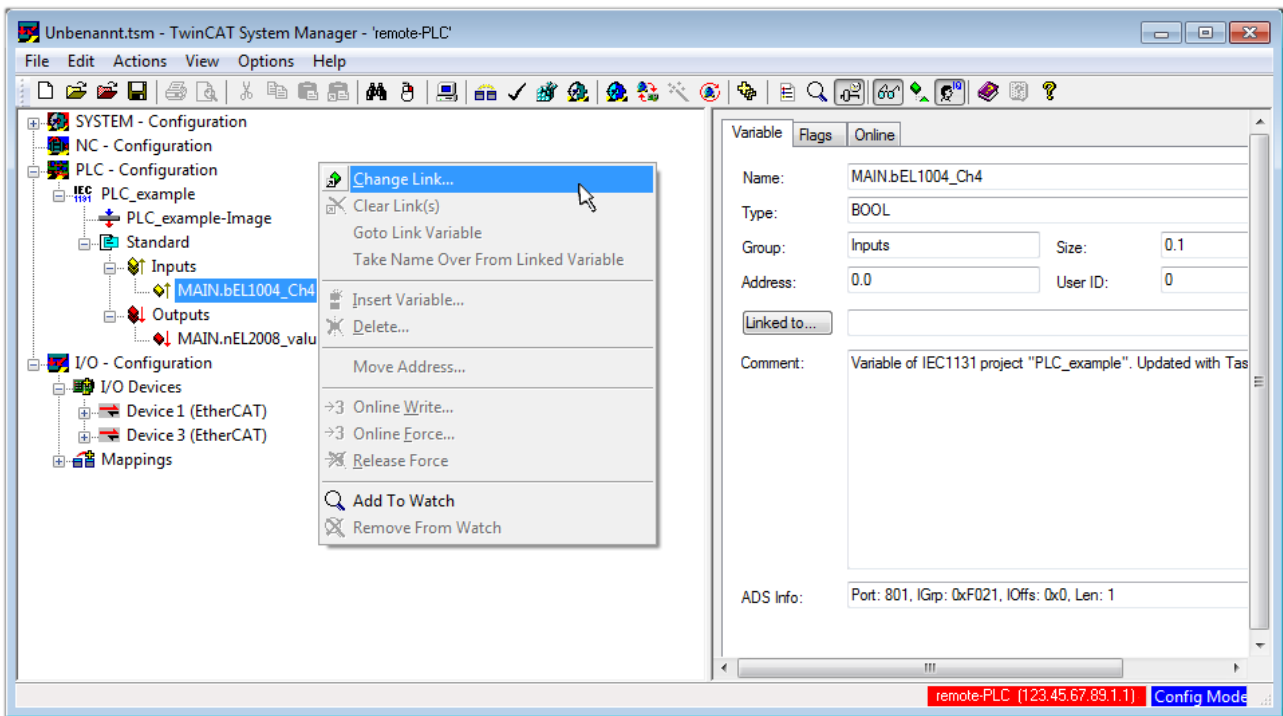 Unbenannt.tsm - TwinCAT System Manager - 'remote-PLC'
File Edit Actions View Options Help
SYSTEM - Configuration
NC - Configuration
PLC - Configuration
IEC 1131 PLC_example
PLC_example-Image
Standard
Inputs
MAIN.bEL1004_Ch4
Outputs
MAIN.nEL2008_valu
I/O - Configuration
I/O Devices
Device 1 (EtherCAT)
Device 3 (EtherCAT)
Mappings
Change Link...
Clear Link(s)
Goto Link Variable
Take Name Over From Linked Variable
Insert Variable...
Delete...
Move Address...
→3 Online Write...
→3 Online Force...
Release Force
Add To Watch
Remove From Watch
Variable Flags Online
Name: MAIN.bEL1004_Ch4
Type: BOOL
Group: Inputs Size: 0.1
Address: 0.0 User ID: 0
Linked to...
Comment: Variable of IEC1131 project "PLC_example". Updated with Tas
ADS Info: Port: 801, IGrp: 0xF021, IOffs: 0x0, Len: 1
remote-PLC (123.45.67.89.1.1) Config Mode